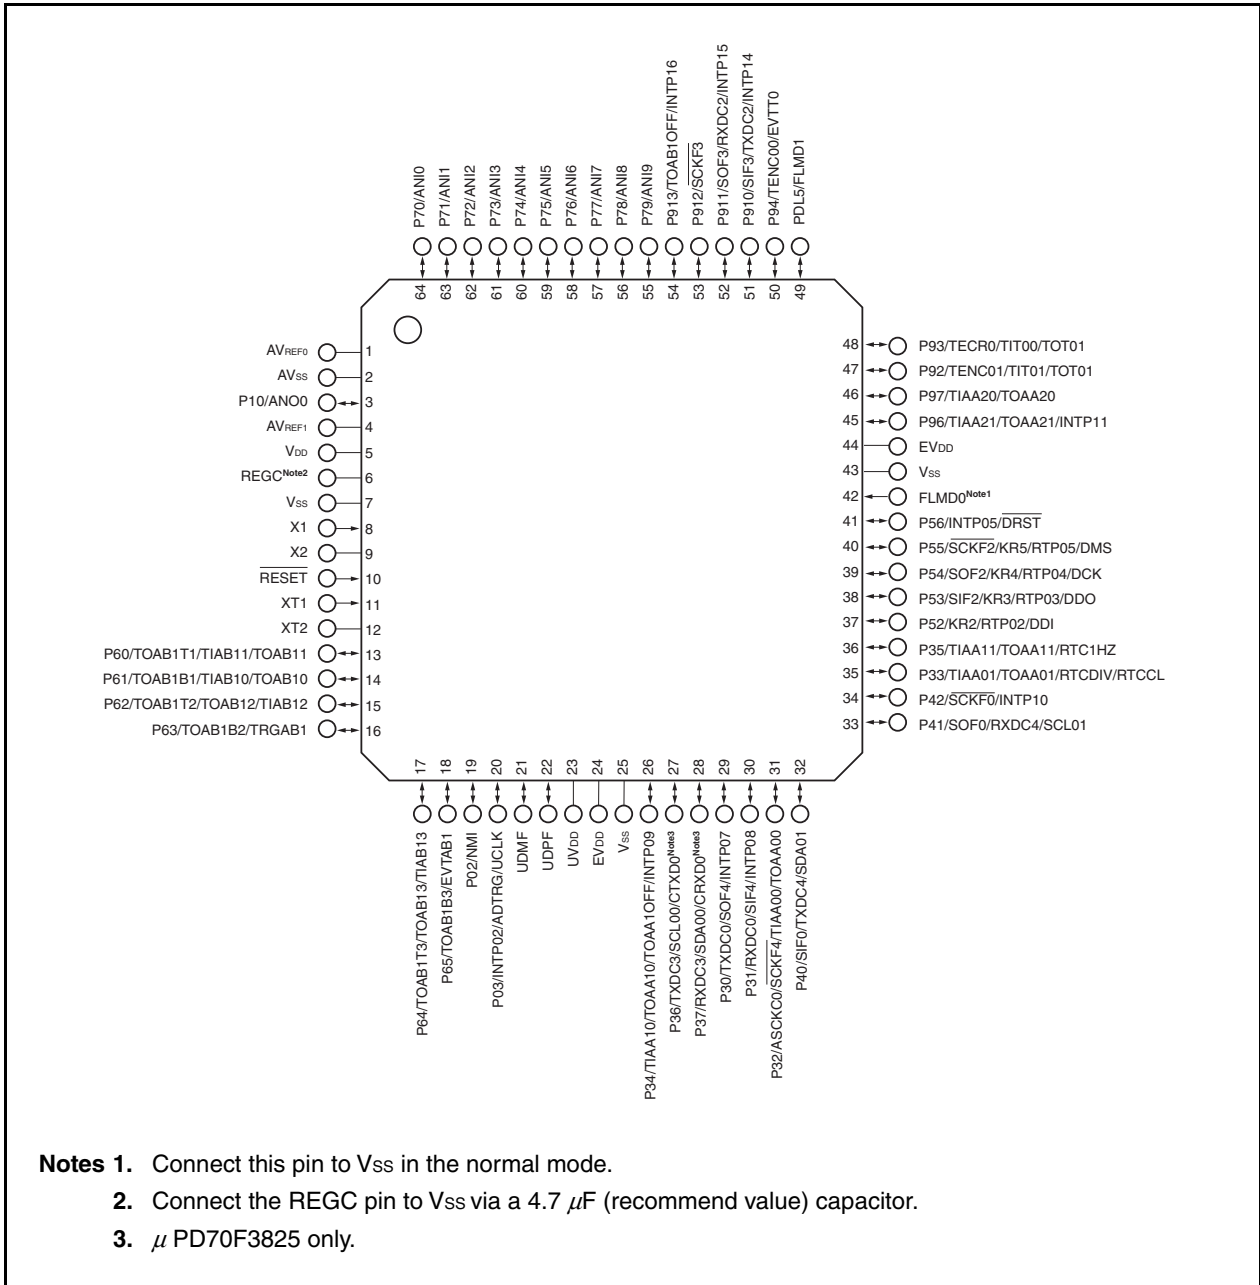 P70/ANI0
P71/ANI1
P72/ANI2
P73/ANI3
P74/ANI4
P75/ANI5
P76/ANI6
P77/ANI7
P78/ANI8
P79/ANI9
P913/TOAB1OFF/INTP16
P912/SCKF3
P911/SOF3/RXDC2/INTP15
P910/SIF3/TXDC2/INTP14
P94/TENC00/EVTT0
PDL5/FLMD1
64 63 62 61 60 59 58 57 56 55 54 53 52 51 50 49
AVREF0 1
AVSS 2
P10/ANO0 3
AVREF1 4
VDD 5
REGC Note2 6
VSS 7
X1 8
X2 9
RESET 10
XT1 11
XT2 12
P60/TOAB1T1/TIAB11/TOAB11 13
P61/TOAB1B1/TIAB10/TOAB10 14
P62/TOAB1T2/TOAB12/TIAB12 15
P63/TOAB1B2/TRGAB1 16
48 P93/TECR0/TIT00/TOT01
47 P92/TENC01/TIT01/TOT01
46 P97/TIAA20/TOAA20
45 P96/TIAA21/TOAA21/INTP11
44 EVDD
43 VSS
42 FLMD0 Note1
41 P56/INTP05/DRST
40 P55/SCKF2/KR5/RTP05/DMS
39 P54/SOF2/KR4/RTP04/DCK
38 P53/SIF2/KR3/RTP03/DDO
37 P52/KR2/RTP02/DDI
36 P35/TIAA11/TOAA11/RTC1HZ
35 P33/TIAA01/TOAA01/RTCDIV/RTCCL
34 P42/SCKF0/INTP10
33 P41/SOF0/RXDC4/SCL01
17 18 19 20 21 22 23 24 25 26 27 28 29 30 31 32
P64/TOAB1T3/TOAB13/TIAB13
P65/TOAB1B3/EVTAB1
P02/NMI
P03/INTP02/ADTRG/UCLK
UDMF
UDPF
UVDD
EVDD
VSS
P34/TIAA10/TOAA10/TOAA1OFF/INTP09
P36/TXDC3/SCL00/CTXD0 Note3
P37/RXDC3/SDA00/CRXD0 Note3
P30/TXDC0/SOF4/INTP07
P31/RXDC0/SIF4/INTP08
P32/ASCKC0/SCKF4/TIAA00/TOAA00
P40/SIF0/TXDC4/SDA01
Notes 1. Connect this pin to VSS in the normal mode.
2. Connect the REGC pin to VSS via a 4.7 μF (recommend value) capacitor.
3. μ PD70F3825 only.